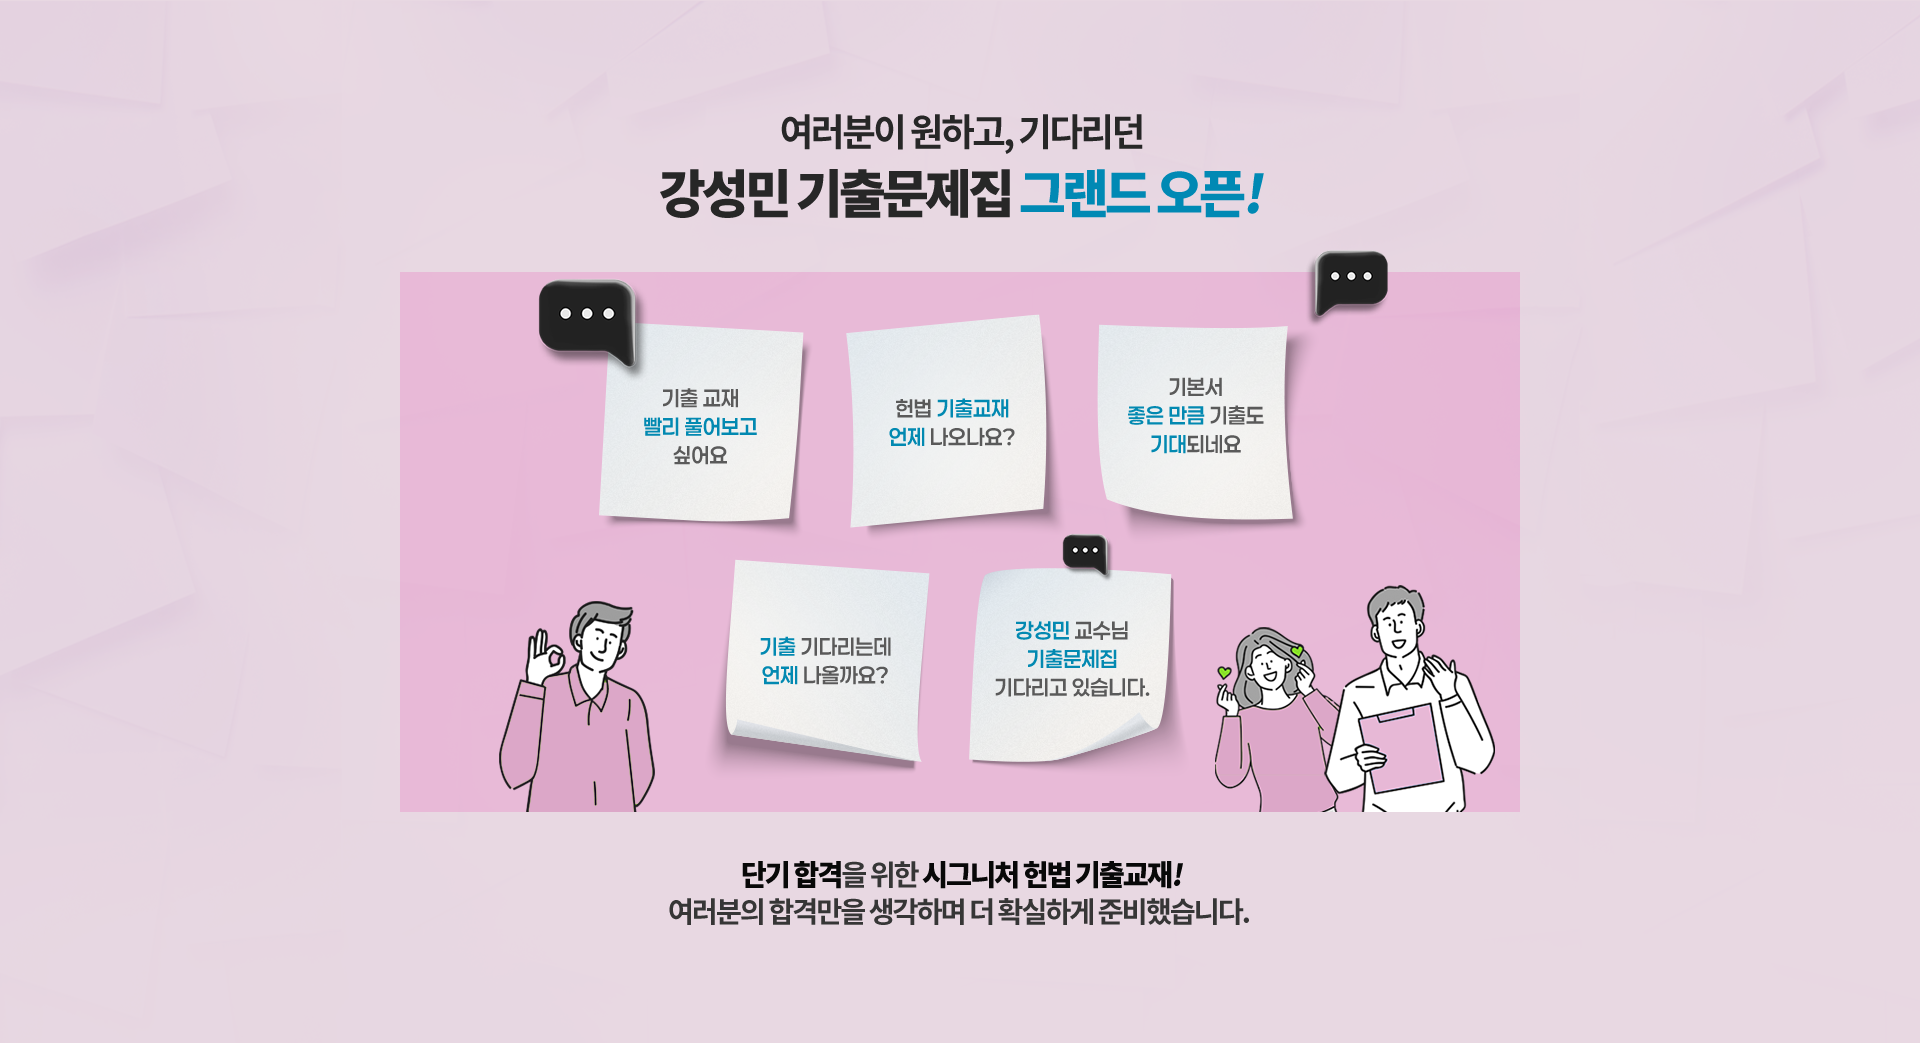 여러분이 원하고, 기다리던
강성민 기출문제집 그랜드 오픈!
기출 교재
빨리 풀어보고
싶어요
헌법 기출교재
언제 나오나요?
기본서
좋은 만큼 기출도
기대되네요
기출 기다리는데
언제 나올까요?
강성민 교수님
기출문제집
기다리고 있습니다.
단기 합격을 위한 시그니처 헌법 기출교재!
여러분의 합격만을 생각하며 더 확실하게 준비했습니다.